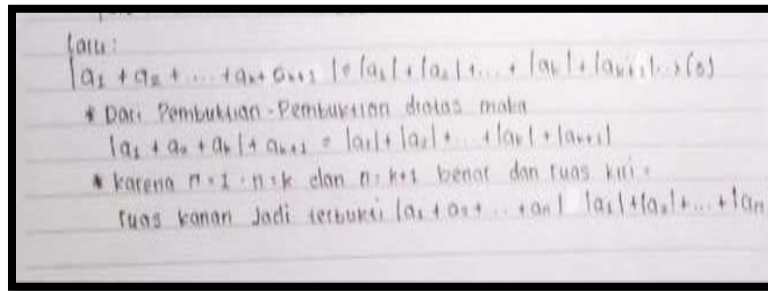 lalu :
|a₁ + a₂ + ... + aₖ + aₖ₊₁ | = |a₁| + |a₂| + ... + |aₖ| + |aₖ₊₁| ... (3)
* Dari Pembuktian-Pembuktian diatas maka
|a₁ + a₂ + aₖ| + aₖ₊₁ = |a₁| + |a₂| + .. + |aₖ| + |aₖ₊₁|
* karena n=1 . n=k dan n=k+1 benar dan ruas kiri =
ruas kanan Jadi terbukti |a₁ + a₂ + ... + aₙ| |a₁| + |a₂| + ... + |aₙ